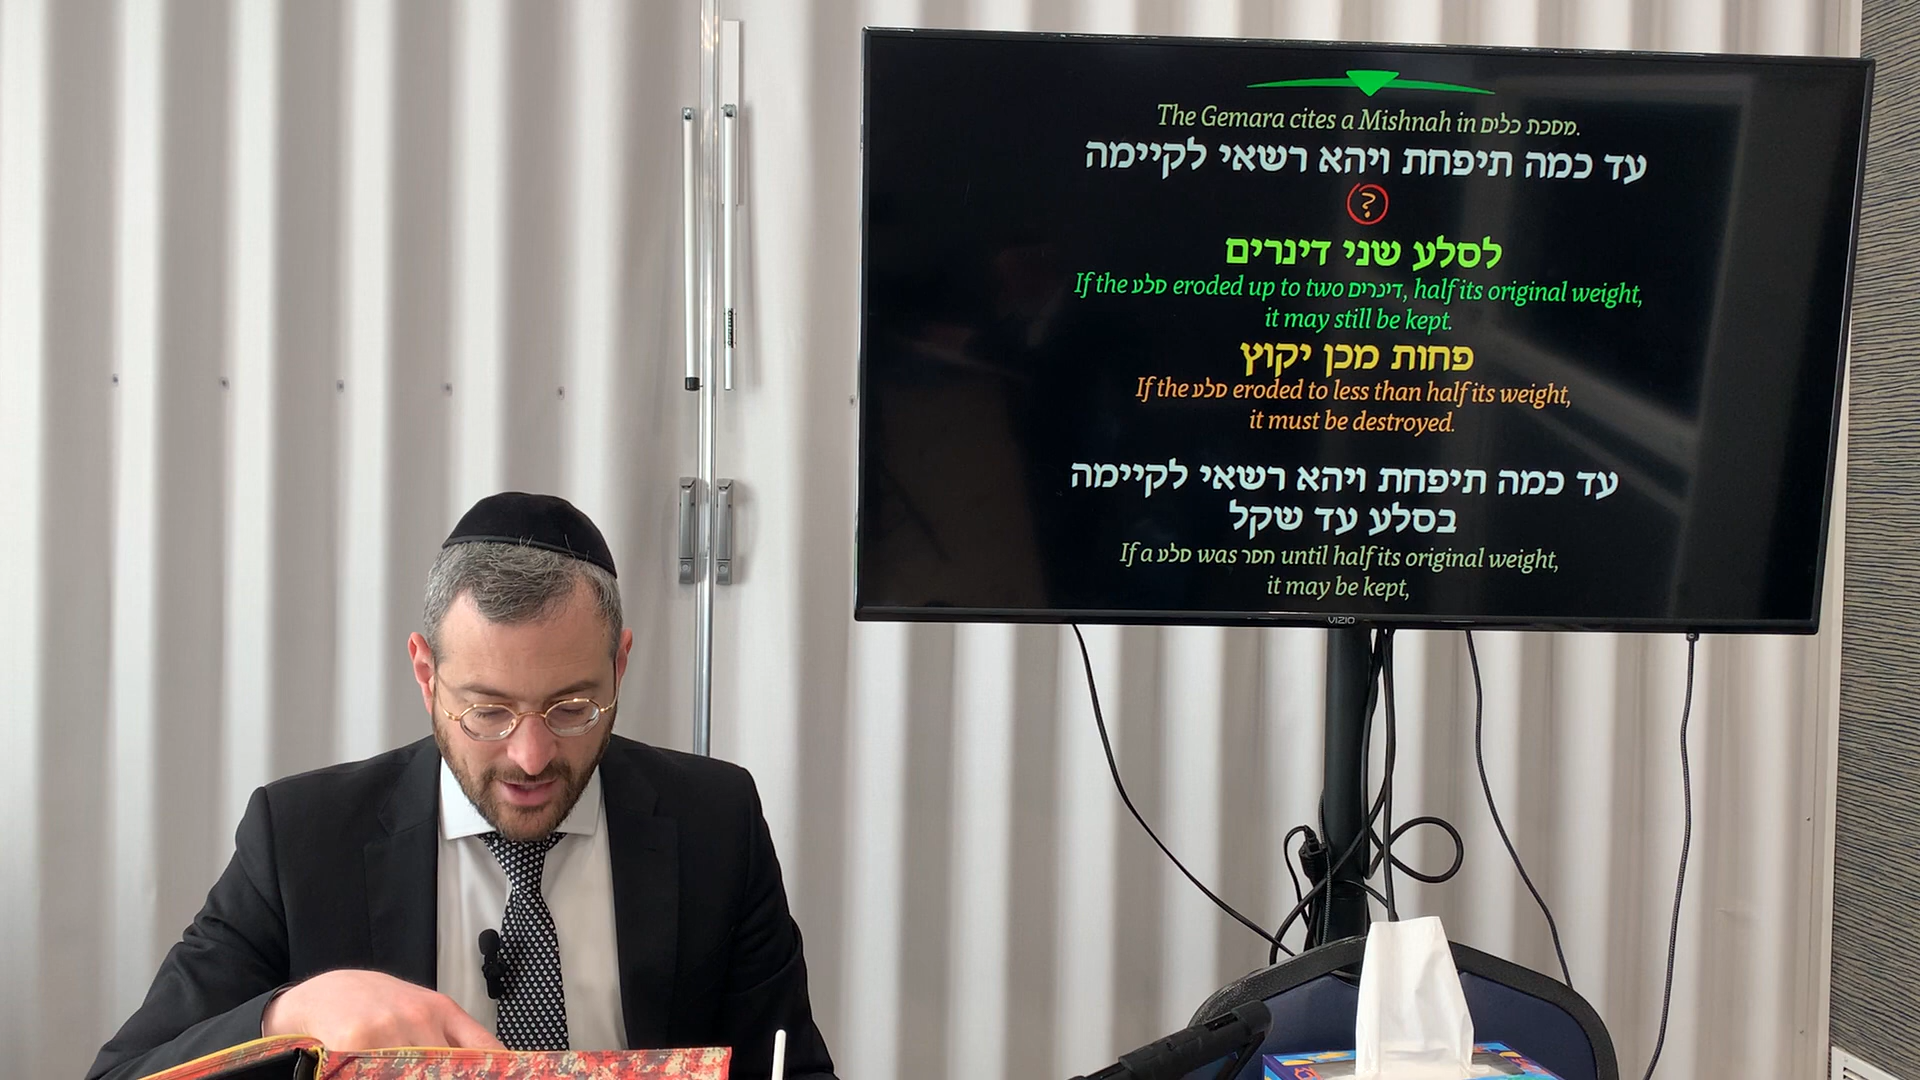 The Gemara cites a Mishnah in מסכת כלים.
עד כמה תיפחת ויהא רשאי לקיימה
?
לסלע שני דינרים
If the סלע eroded up to two דינרים, half its original weight,
it may still be kept.
פחות מכן יקוץ
If the סלע eroded to less than half its weight,
it must be destroyed.
עד כמה תיפחת ויהא רשאי לקיימה
בסלע עד שקל
If a סלע was חסר until half its original weight,
it may be kept,
VIZIO